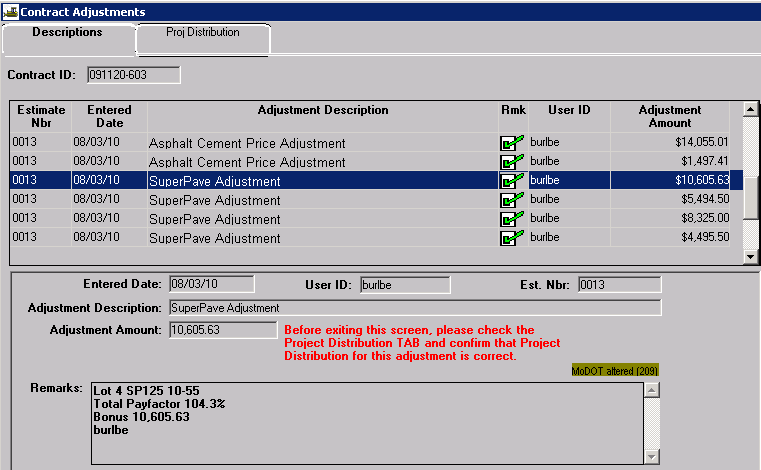 Contract Adjustments
Descriptions Proj Distribution
Contract ID: 091120-603
Estimate Nbr Entered Date Adjustment Description Rmk User ID Adjustment Amount
0013 08/03/10 Asphalt Cement Price Adjustment burlbe $14,055.01
0013 08/03/10 Asphalt Cement Price Adjustment burlbe $1,497.41
0013 08/03/10 SuperPave Adjustment burlbe $10,605.63
0013 08/03/10 SuperPave Adjustment burlbe $5,494.50
0013 08/03/10 SuperPave Adjustment burlbe $8,325.00
0013 08/03/10 SuperPave Adjustment burlbe $4,495.50
Entered Date: 08/03/10 User ID: burlbe Est. Nbr: 0013
Adjustment Description: SuperPave Adjustment
Adjustment Amount: 10,605.63
Before exiting this screen, please check the
Project Distribution TAB and confirm that Project
Distribution for this adjustment is correct.
MoDOT altered (209)
Remarks:
Lot 4 SP125 10-55
Total Payfactor 104.3%
Bonus 10,605.63
burlbe